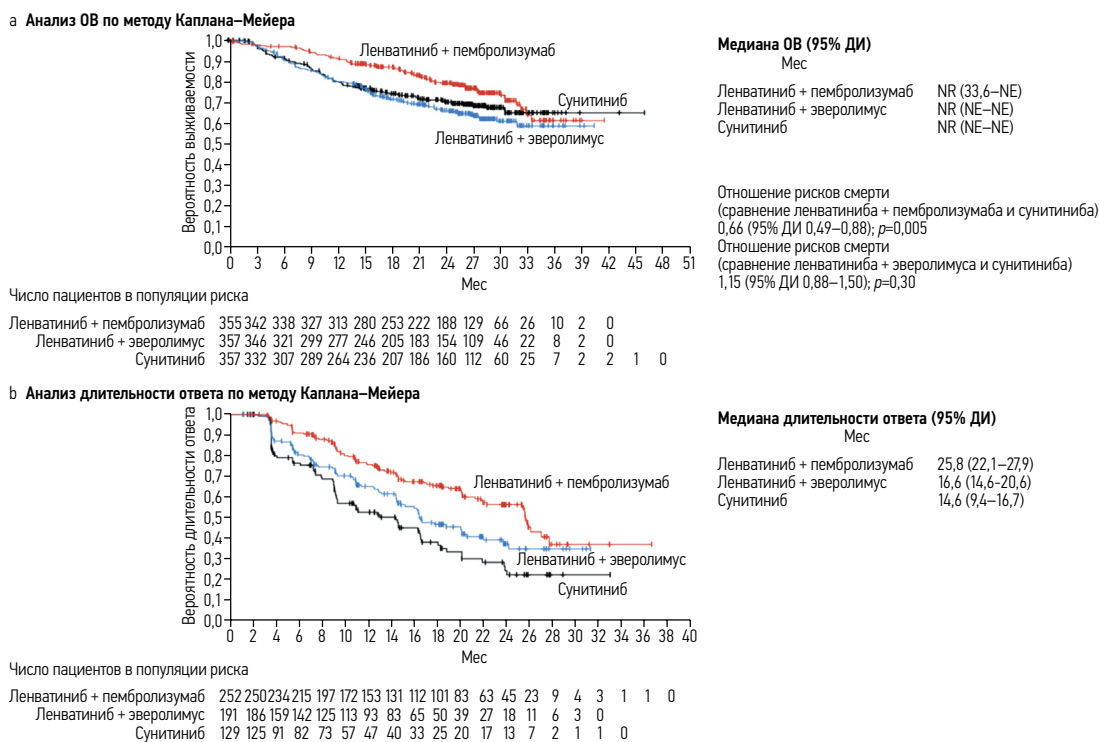 a Анализ ОВ по методу Каплана–Мейера
Вероятность выживаемости
1,0
0,9
0,8
0,7
0,6
0,5
0,4
0,3
0,2
0,1
0,0
Ленватиниб + пембролизумаб
Сунитиниб
Ленватиниб + эверолимус
0 3 6 9 12 15 18 21 24 27 30 33 36 39 42 45 48 51
Мес
Медиана ОВ (95% ДИ)
Мес
Ленватиниб + пембролизумаб NR (33,6–NE)
Ленватиниб + эверолимус NR (NE–NE)
Сунитиниб NR (NE–NE)
Отношение рисков смерти
(сравнение ленватиниба + пембролизумаба и сунитиниба)
0,66 (95% ДИ 0,49–0,88); p=0,005
Отношение рисков смерти
(сравнение ленватиниба + эверолимуса и сунитиниба)
1,15 (95% ДИ 0,88–1,50); p=0,30
Число пациентов в популяции риска
Ленватиниб + пембролизумаб 355 342 338 327 313 280 253 222 188 129 66 26 10 2 0
Ленватиниб + эверолимус 357 346 321 299 277 246 205 183 154 109 46 22 8 2 0
Сунитиниб 357 332 307 289 264 236 207 186 160 112 60 25 7 2 2 1 0
b Анализ длительности ответа по методу Каплана–Мейера
Вероятность длительности ответа
1,0
0,9
0,8
0,7
0,6
0,5
0,4
0,3
0,2
0,1
0,0
Ленватиниб + пембролизумаб
Ленватиниб + эверолимус
Сунитиниб
0 2 4 6 8 10 12 14 16 18 20 22 24 26 28 30 32 34 36 38 40
Мес
Медиана длительности ответа (95% ДИ)
Мес
Ленватиниб + пембролизумаб 25,8 (22,1–27,9)
Ленватиниб + эверолимус 16,6 (14,6-20,6)
Сунитиниб 14,6 (9,4–16,7)
Число пациентов в популяции риска
Ленватиниб + пембролизумаб 252 250 234 215 197 172 153 131 112 101 83 63 45 23 9 4 3 1 1 0
Ленватиниб + эверолимус 191 186 159 142 125 113 93 83 65 50 39 27 18 11 6 3 0
Сунитиниб 129 125 91 82 73 57 47 40 33 25 20 17 13 7 2 1 1 0